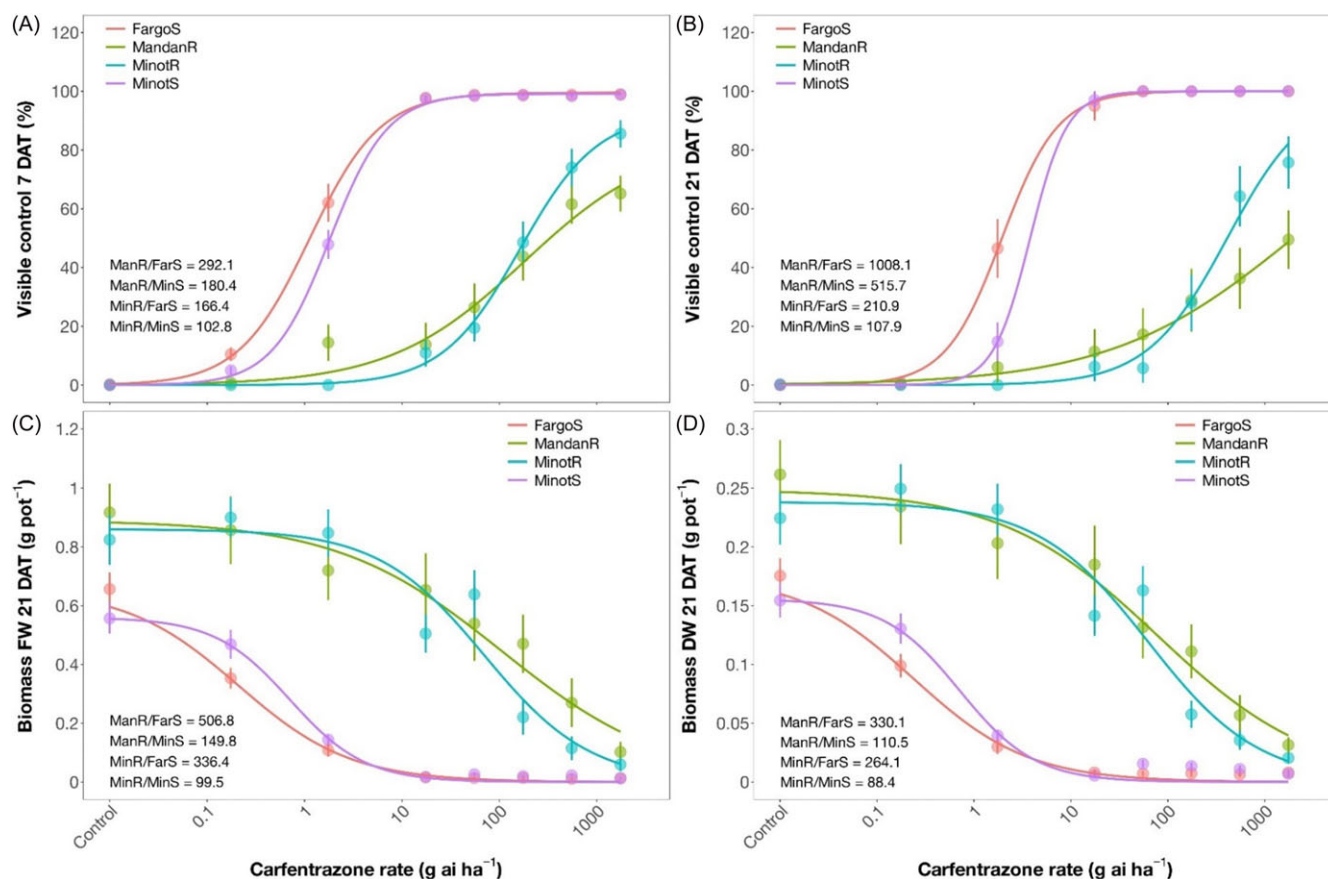 (A)
120
100
80
60
40
20
0
Visible control 7 DAT (%)
FargoS
MandanR
MinotR
MinotS
ManR/FarS = 292.1
ManR/MinS = 180.4
MinR/FarS = 166.4
MinR/MinS = 102.8
(B)
120
100
80
60
40
20
0
Visible control 21 DAT (%)
FargoS
MandanR
MinotR
MinotS
ManR/FarS = 1008.1
ManR/MinS = 515.7
MinR/FarS = 210.9
MinR/MinS = 107.9
(C)
1.2
1
0.8
0.6
0.4
0.2
0
Biomass FW 21 DAT (g pot⁻¹)
FargoS
MandanR
MinotR
MinotS
ManR/FarS = 506.8
ManR/MinS = 149.8
MinR/FarS = 336.4
MinR/MinS = 99.5
Control
0.1
1
10
100
1000
Carfentrazone rate (g ai ha⁻¹)
(D)
0.3
0.25
0.2
0.15
0.1
0.05
0
Biomass DW 21 DAT (g pot⁻¹)
FargoS
MandanR
MinotR
MinotS
ManR/FarS = 330.1
ManR/MinS = 110.5
MinR/FarS = 264.1
MinR/MinS = 88.4
Control
0.1
1
10
100
1000
Carfentrazone rate (g ai ha⁻¹)